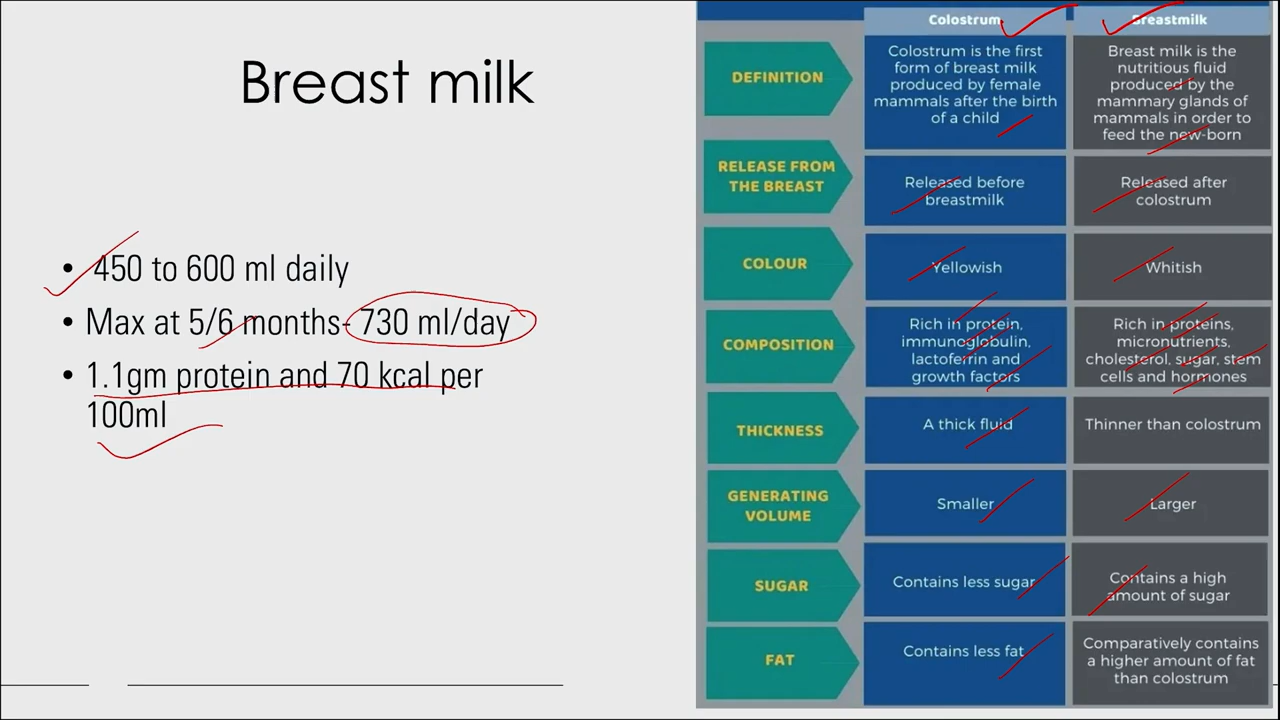 Breast milk
• 450 to 600 ml daily
• Max at 5/6 months- 730 ml/day
• 1.1gm protein and 70 kcal per
100ml
Colostrum
Breastmilk
DEFINITION
Colostrum is the first
form of breast milk
produced by female
mammals after the birth
of a child
Breast milk is the
nutritious fluid
produced by the
mammary glands of
mammals in order to
feed the new-born
RELEASE FROM
THE BREAST
Released before
breastmilk
Released after
colostrum
COLOUR
Yellowish
Whitish
COMPOSITION
Rich in protein,
immunoglobulin,
lactoferrin and
growth factors
Rich in proteins,
micronutrients,
cholesterol, sugar, stem
cells and hormones
THICKNESS
A thick fluid
Thinner than colostrum
GENERATING
VOLUME
Smaller
Larger
SUGAR
Contains less sugar
Contains a high
amount of sugar
FAT
Contains less fat
Comparatively contains
a higher amount of fat
than colostrum